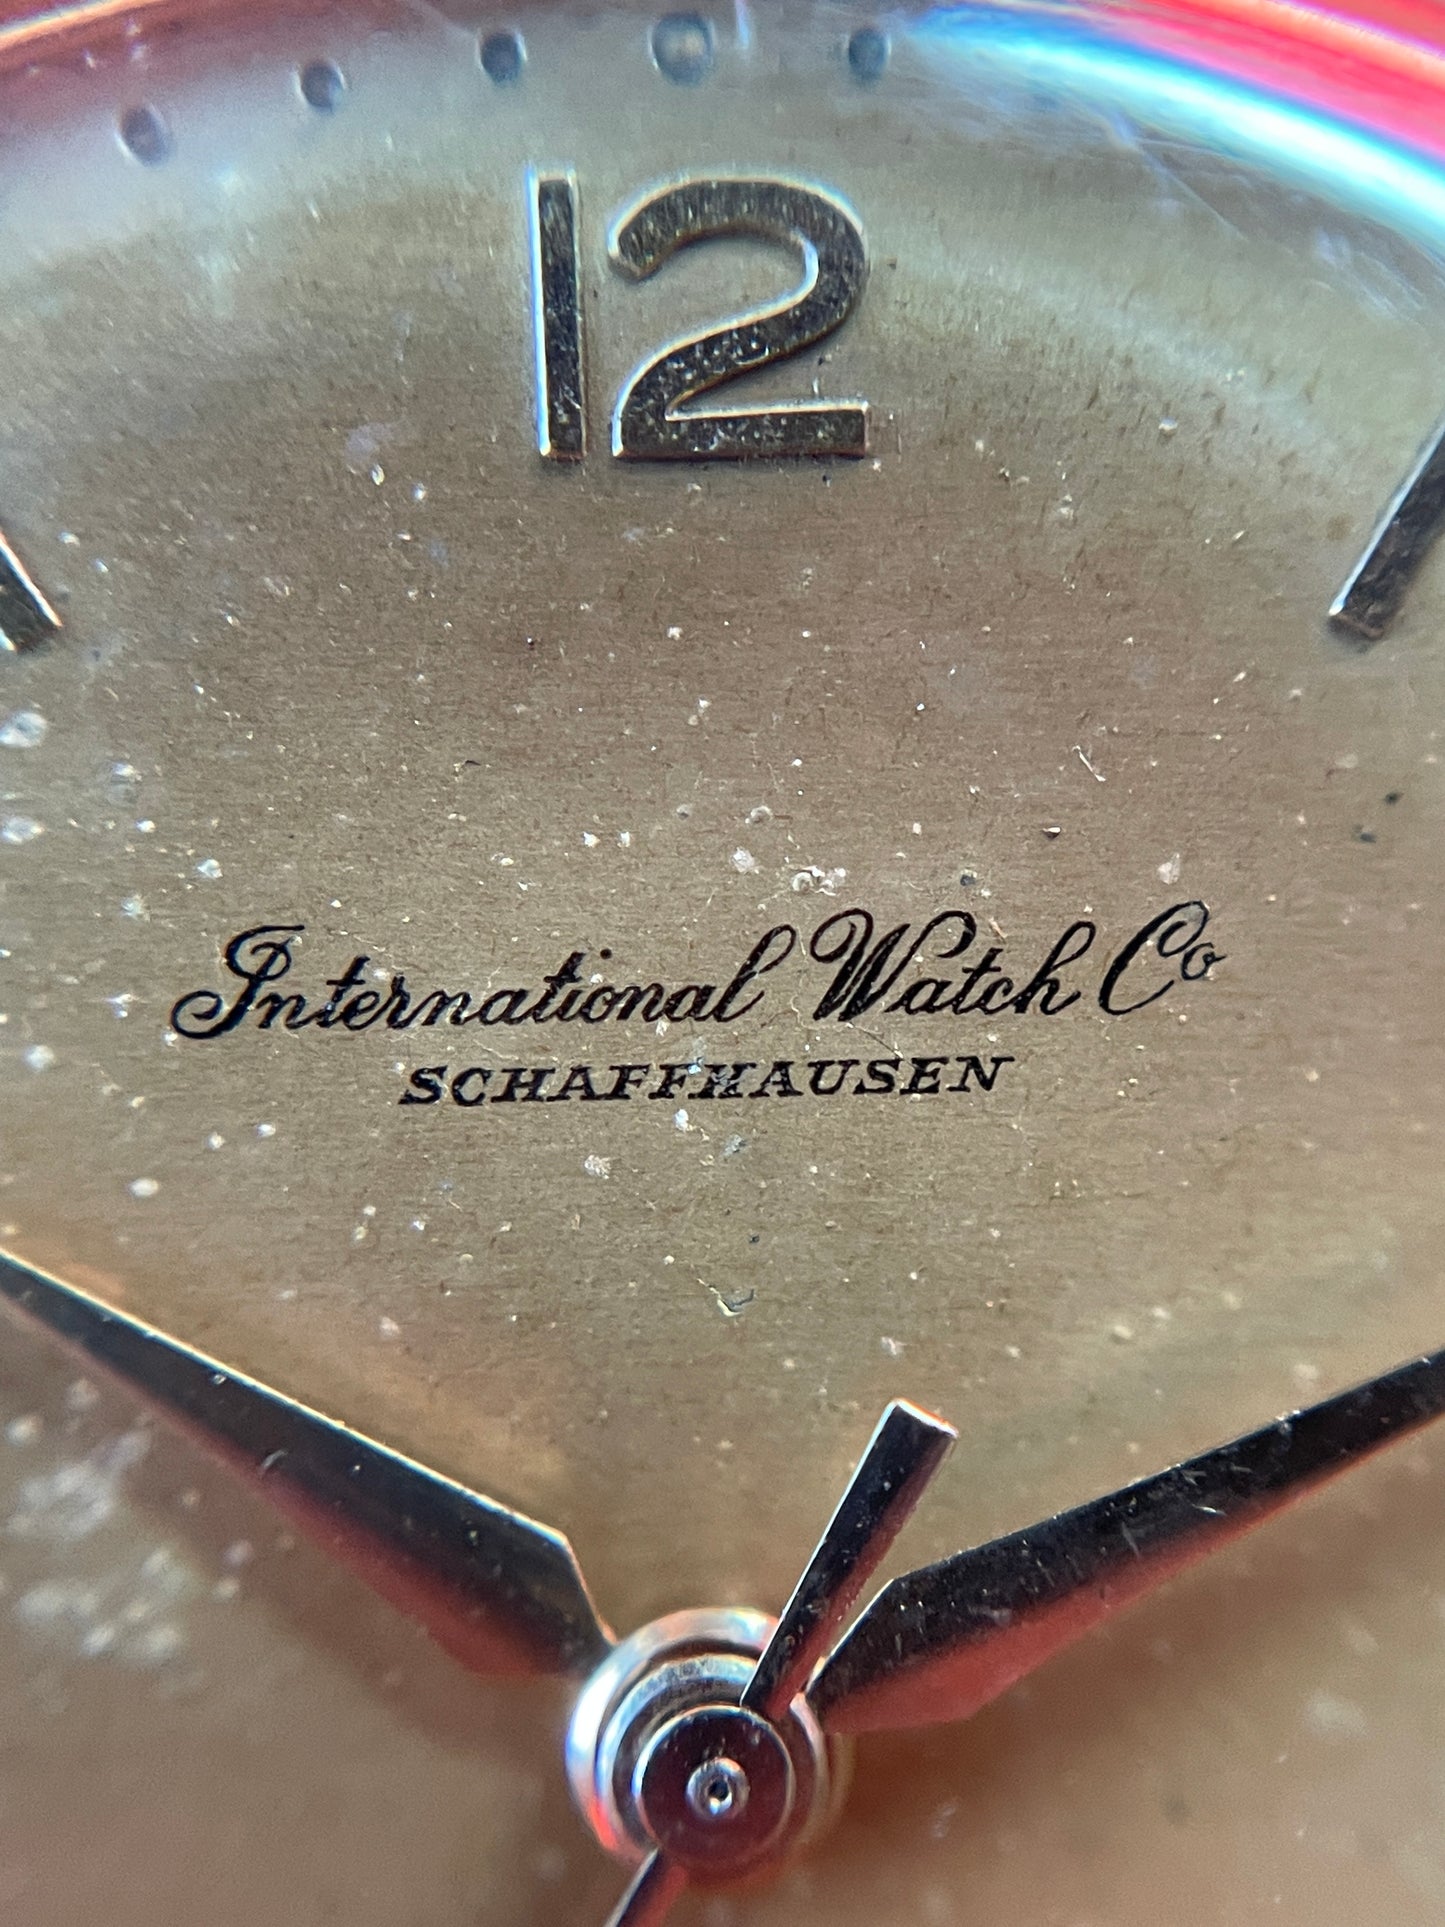 12
International Watch Co
SCHAFFHAUSEN